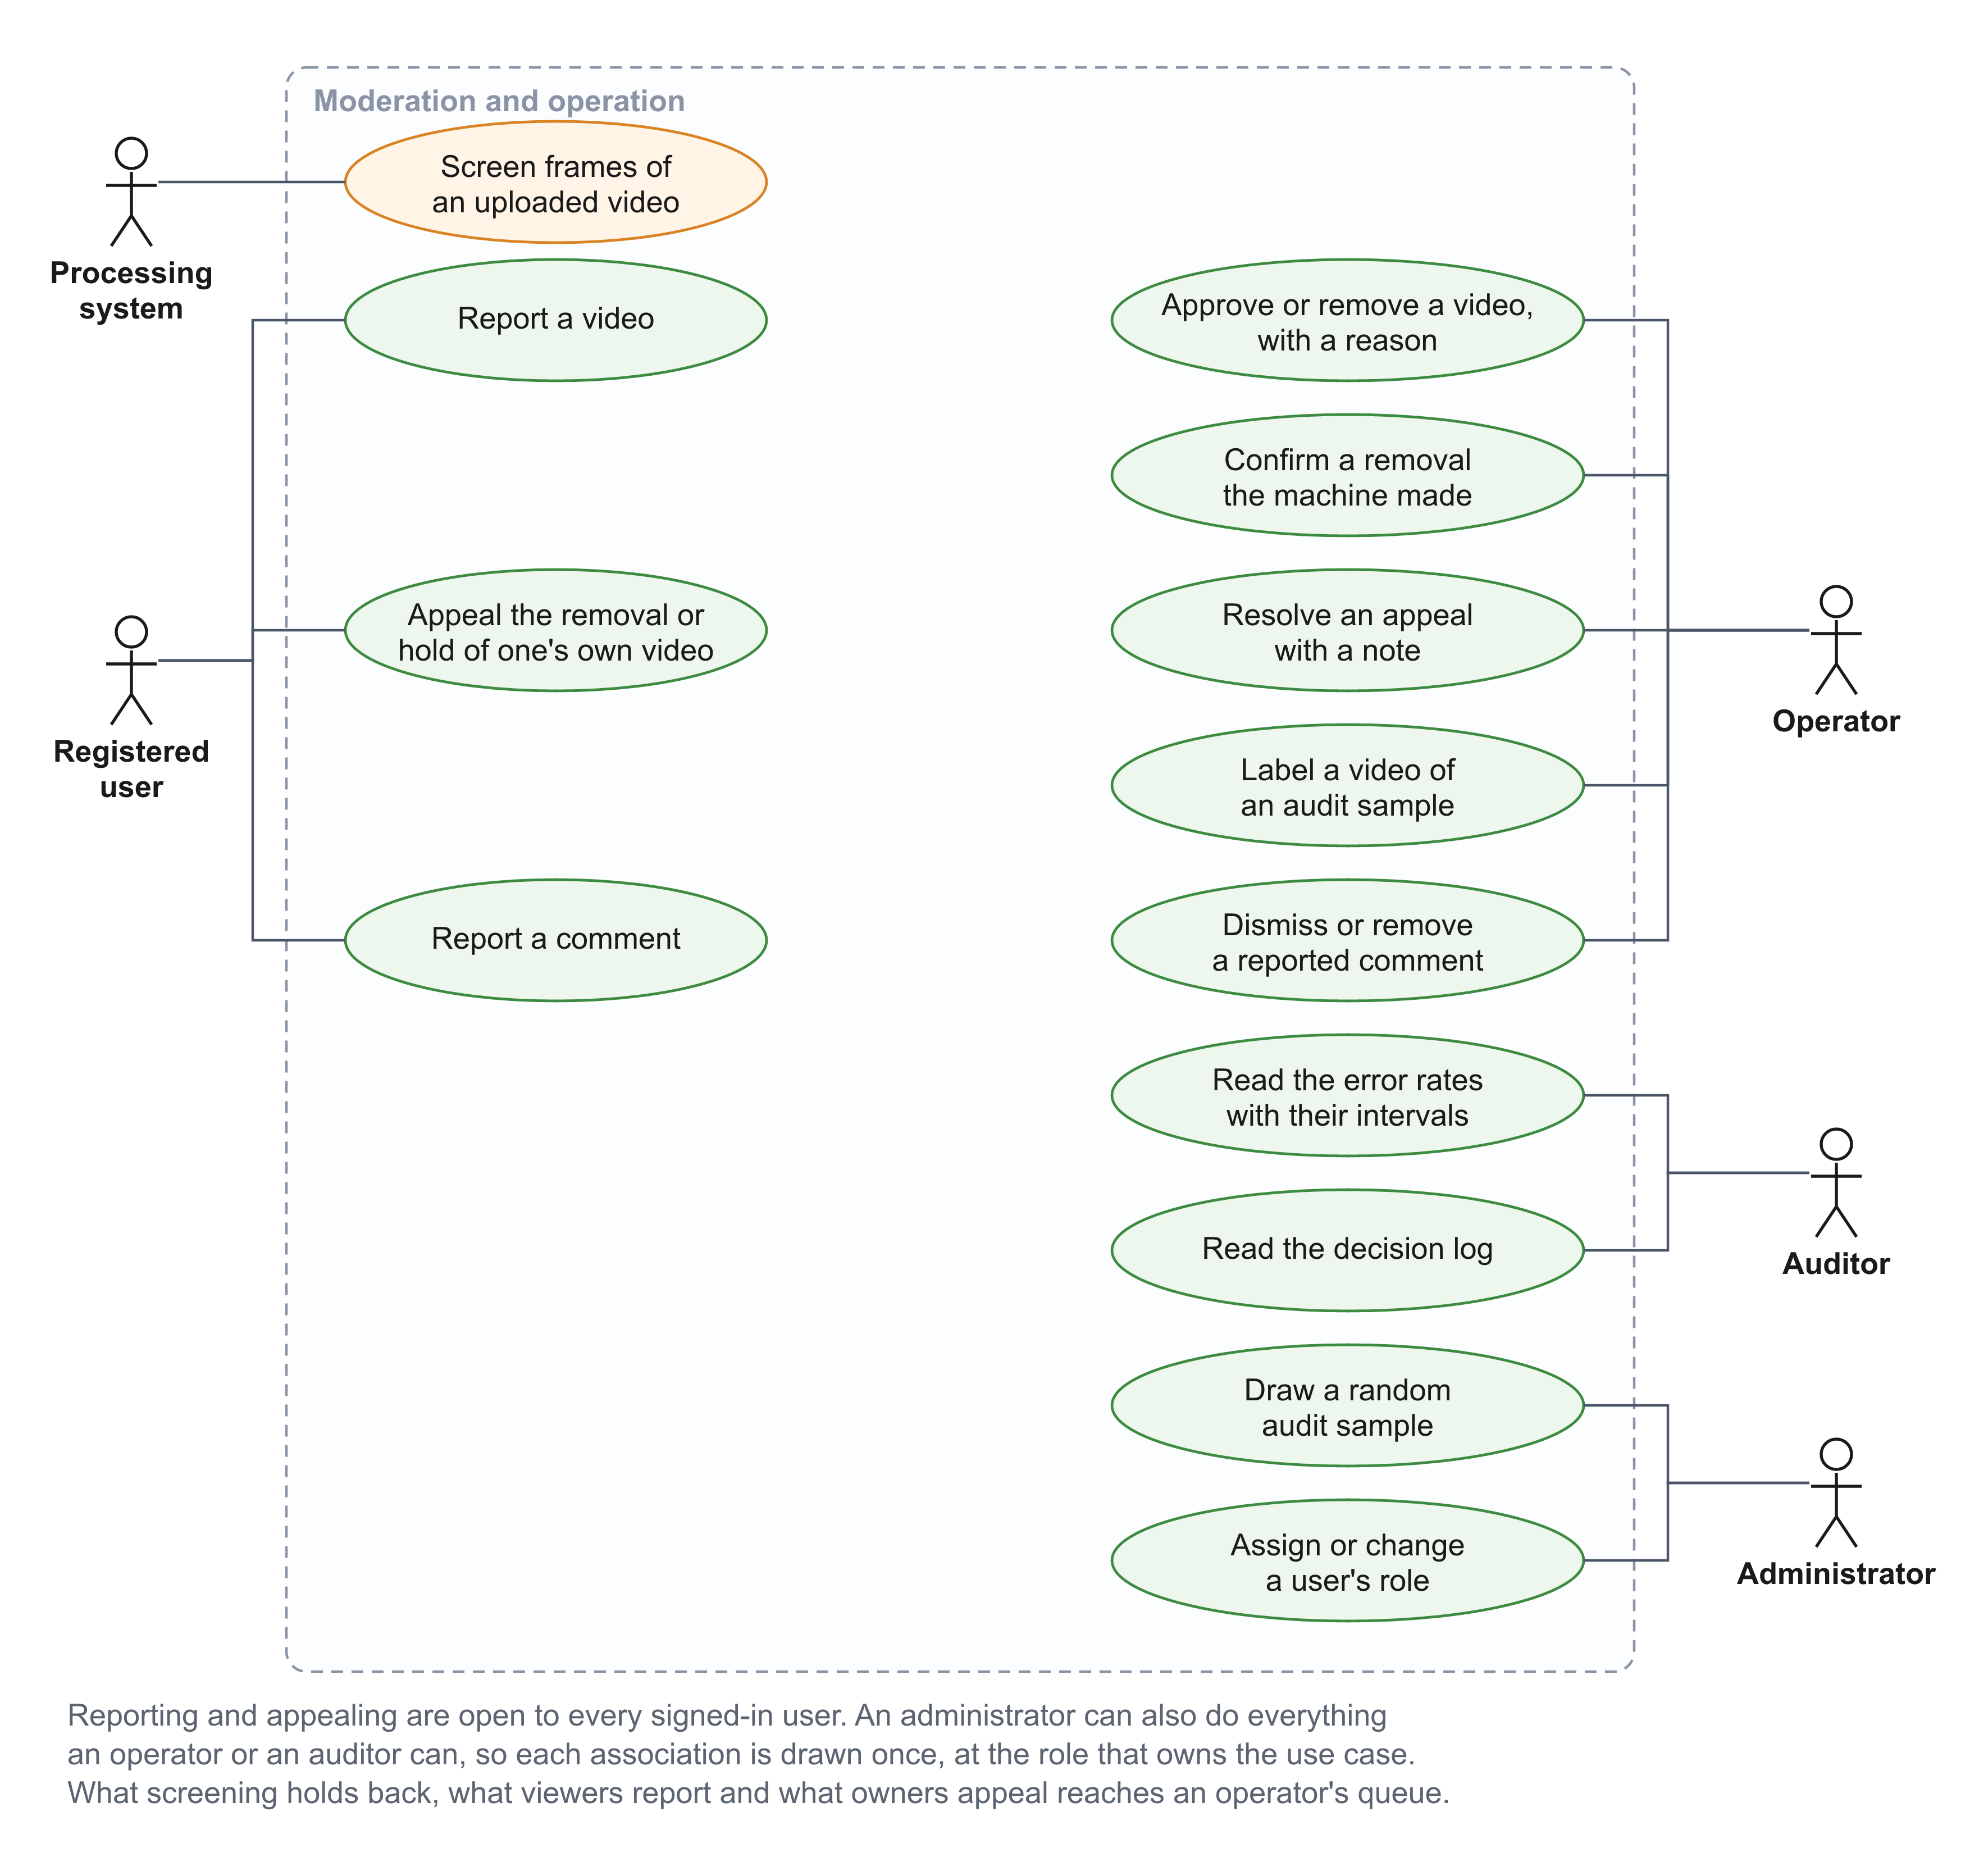 Moderation and operation
Screen frames of
an uploaded video
Processing
system
Report a video
Approve or remove a video,
with a reason
Confirm a removal
the machine made
Appeal the removal or
hold of one's own video
Resolve an appeal
with a note
Registered
user
Operator
Label a video of
an audit sample
Report a comment
Dismiss or remove
a reported comment
Read the error rates
with their intervals
Read the decision log
Auditor
Draw a random
audit sample
Assign or change
a user's role
Administrator
Reporting and appealing are open to every signed-in user. An administrator can also do everything
an operator or an auditor can, so each association is drawn once, at the role that owns the use case.
What screening holds back, what viewers report and what owners appeal reaches an operator's queue.